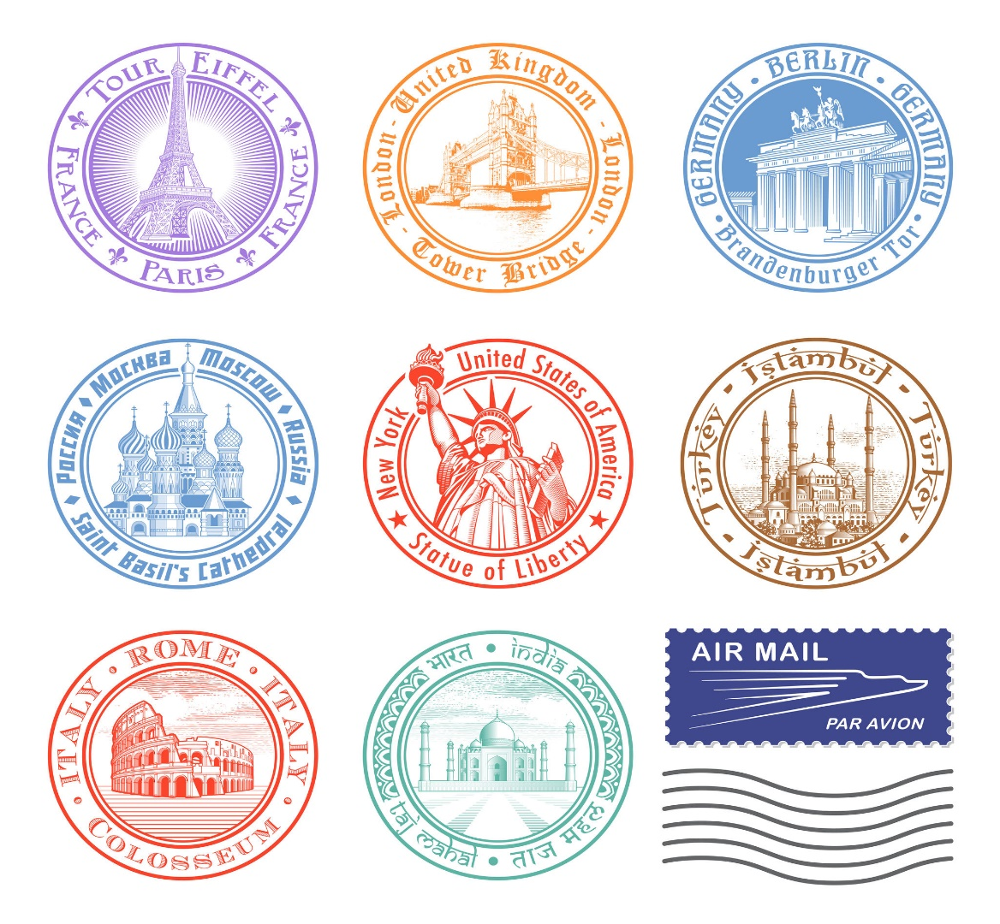 TOUR EIFFEL
FRANCE
FRANCE
PARIS
United Kingdom
London
London
Tower Bridge
BERLIN
GERMANY
GERMANY
Brandenburger Tor
Москва
Moscow
Россия
Russia
Saint Basil's Cathedral
United States of America
New York
Statue of Liberty
İstambul
Türkey
Türkey
İstambul
ROME
ITALY
ITALY
COLOSSEUM
भारत
india
taj mahal
ताज महल
AIR MAIL
PAR AVION